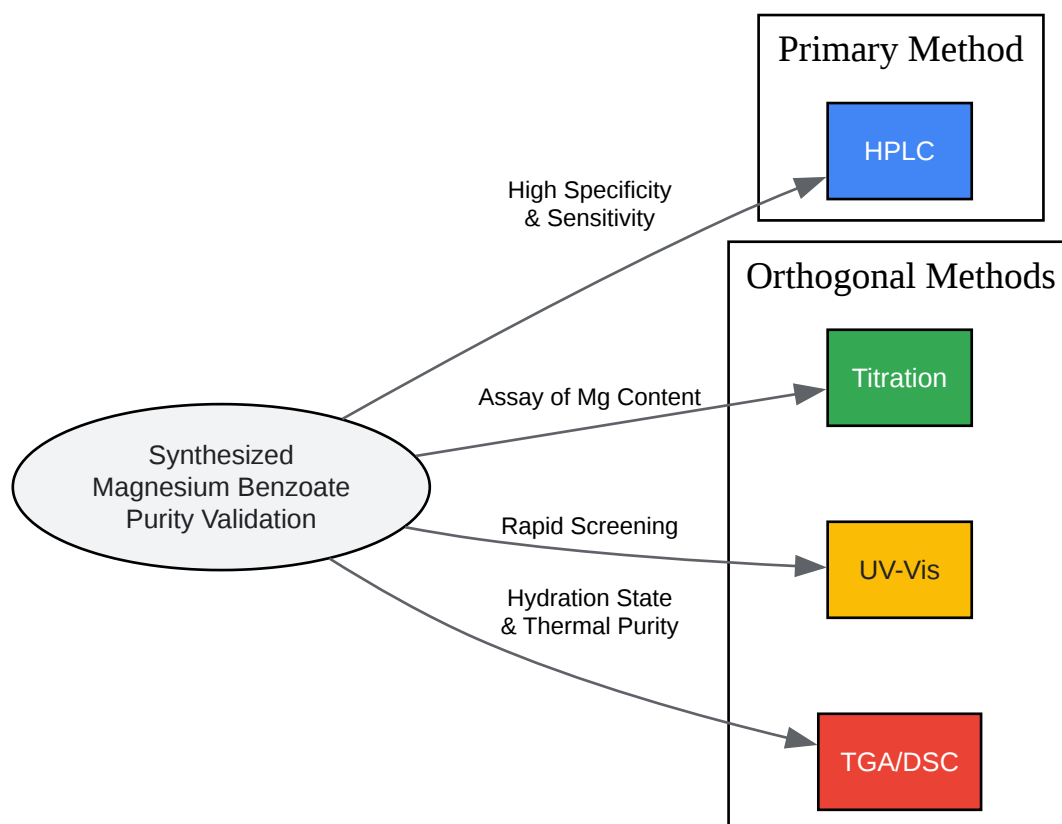 Primary Method
HPLC
High Specificity
& Sensitivity
Orthogonal Methods
Titration
Assay of Mg Content
Synthesized
Magnesium Benzoate
Purity Validation
Rapid Screening
UV-Vis
Hydration State
& Thermal Purity
TGA/DSC